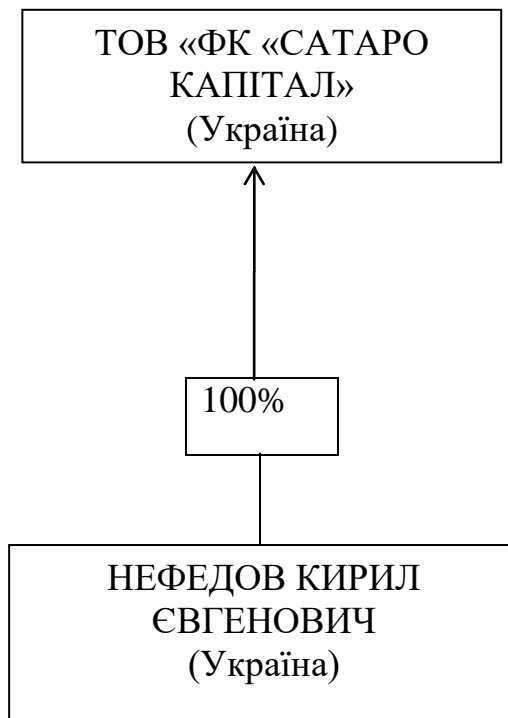 ТОВ «ФК «САТАРО
КАПІТАЛ»
(Україна)
100%
НЕФЕДОВ КИРИЛ
ЄВГЕНОВИЧ
(Україна)